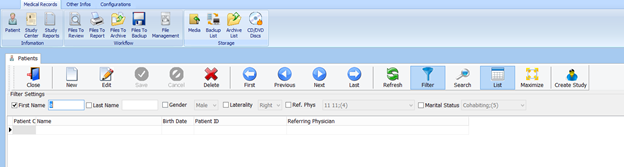 Medical Records Other Infos Configurations
Patient Study Center Study Reports Files To Review Files To Report Files To Archive Files To Backup File Management Media Backup List Archive List CD/DVD Discs
Infomation Workflow Storage
Patients
Close New Edit Save Cancel Delete First Previous Next Last Refresh Filter Search List Maximize Create Study
Filter Settings
First Name Last Name Gender Male Laterality Right Ref. Phys 11 11;(4) Marital Status Cohabiting;(5)
Patient C Name Birth Date Patient ID Referring Physician